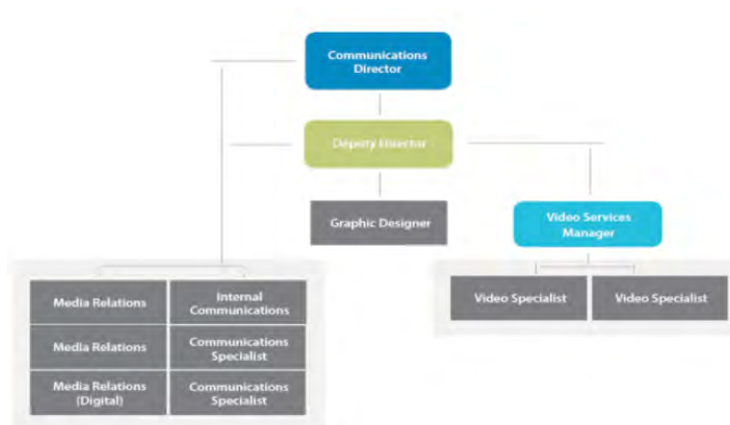 Communications
Director
Deputy Director
Graphic Designer
Video Services
Manager
Media Relations
Internal
Communications
Video Specialist
Video Specialist
Media Relations
Communications
Specialist
Media Relations
(Digital)
Communications
Specialist